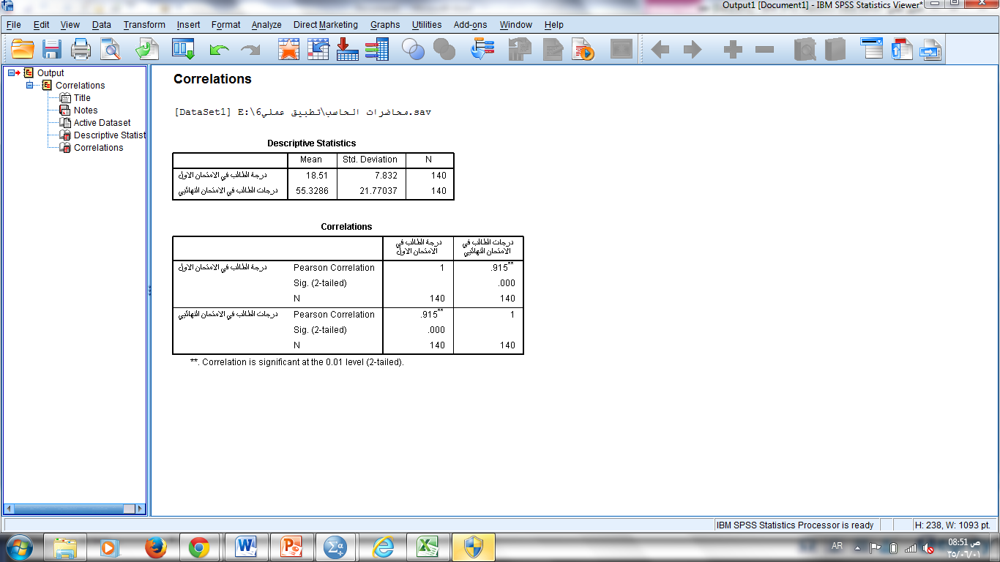 Output1 [Document1] - IBM SPSS Statistics Viewer*
File Edit View Data Transform Insert Format Analyze Direct Marketing Graphs Utilities Add-ons Window Help
Output
Correlations
Title
Notes
Active Dataset
Descriptive Statist
Correlations
Correlations
[DataSet1] E:\محاضرات الحاسب\تطبيق عملي6.sav
Descriptive Statistics
Mean Std. Deviation N
درجة الطالب في الامتحان الاول 18.51 7.832 140
درجات الطالب في الامتحان النهائيي 55.3286 21.77037 140
Correlations
درجة الطالب في درجات الطالب في
الامتحان الاول الامتحان النهائيي
درجة الطالب في الامتحان الاول Pearson Correlation 1 .915**
Sig. (2-tailed) .000
N 140 140
درجات الطالب في الامتحان النهائيي Pearson Correlation .915** 1
Sig. (2-tailed) .000
N 140 140
**. Correlation is significant at the 0.01 level (2-tailed).
IBM SPSS Statistics Processor is ready H: 238, W: 1093 pt.
AR 08:51 ص
٣٥/٠٦/٠١